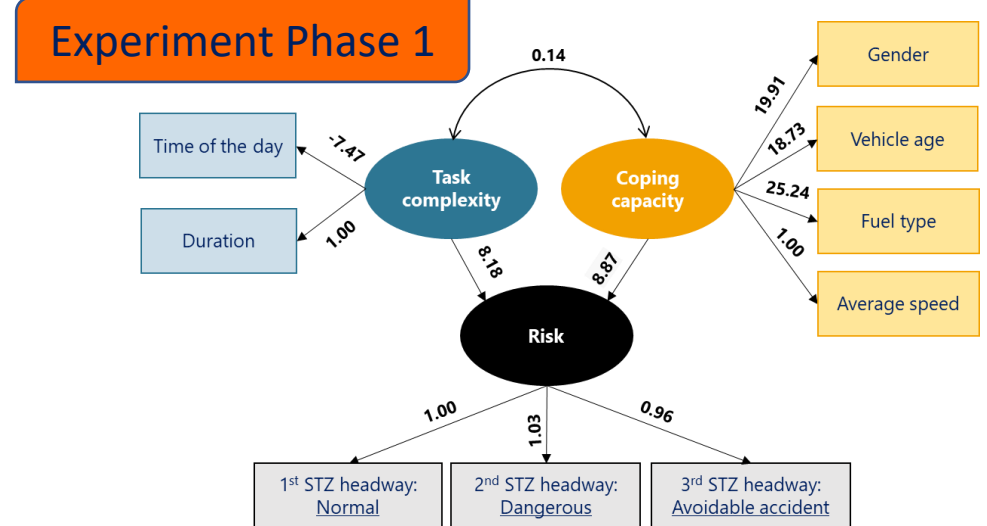 Experiment Phase 1
0.14
Gender
19.91
Time of the day
-7.47
Task
complexity
Coping
capacity
18.73
Vehicle age
25.24
Fuel type
Duration
1.00
1.00
8.18
8.87
Average speed
Risk
1.00
1.03
0.96
1st STZ headway:
Normal
2nd STZ headway:
Dangerous
3rd STZ headway:
Avoidable accident